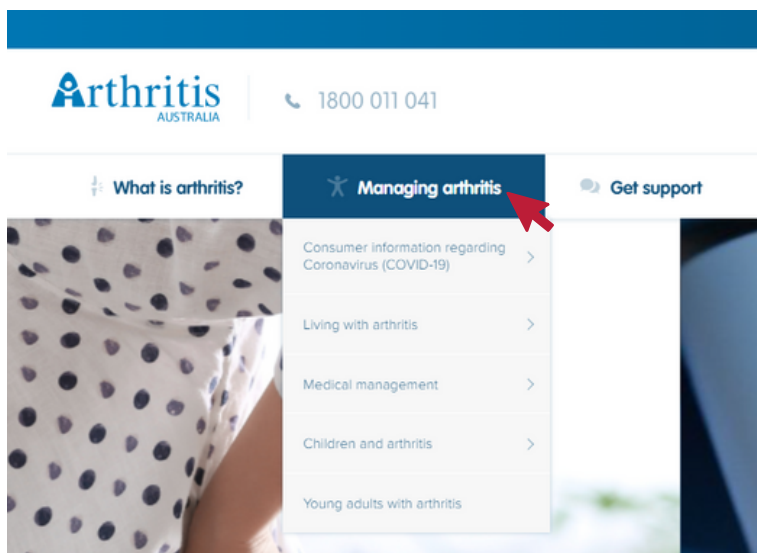 Arthritis
AUSTRALIA
1800 011 041
What is arthritis?
Managing arthritis
Get support
Consumer information regarding
Coronavirus (COVID-19)
Living with arthritis
Medical management
Children and arthritis
Young adults with arthritis